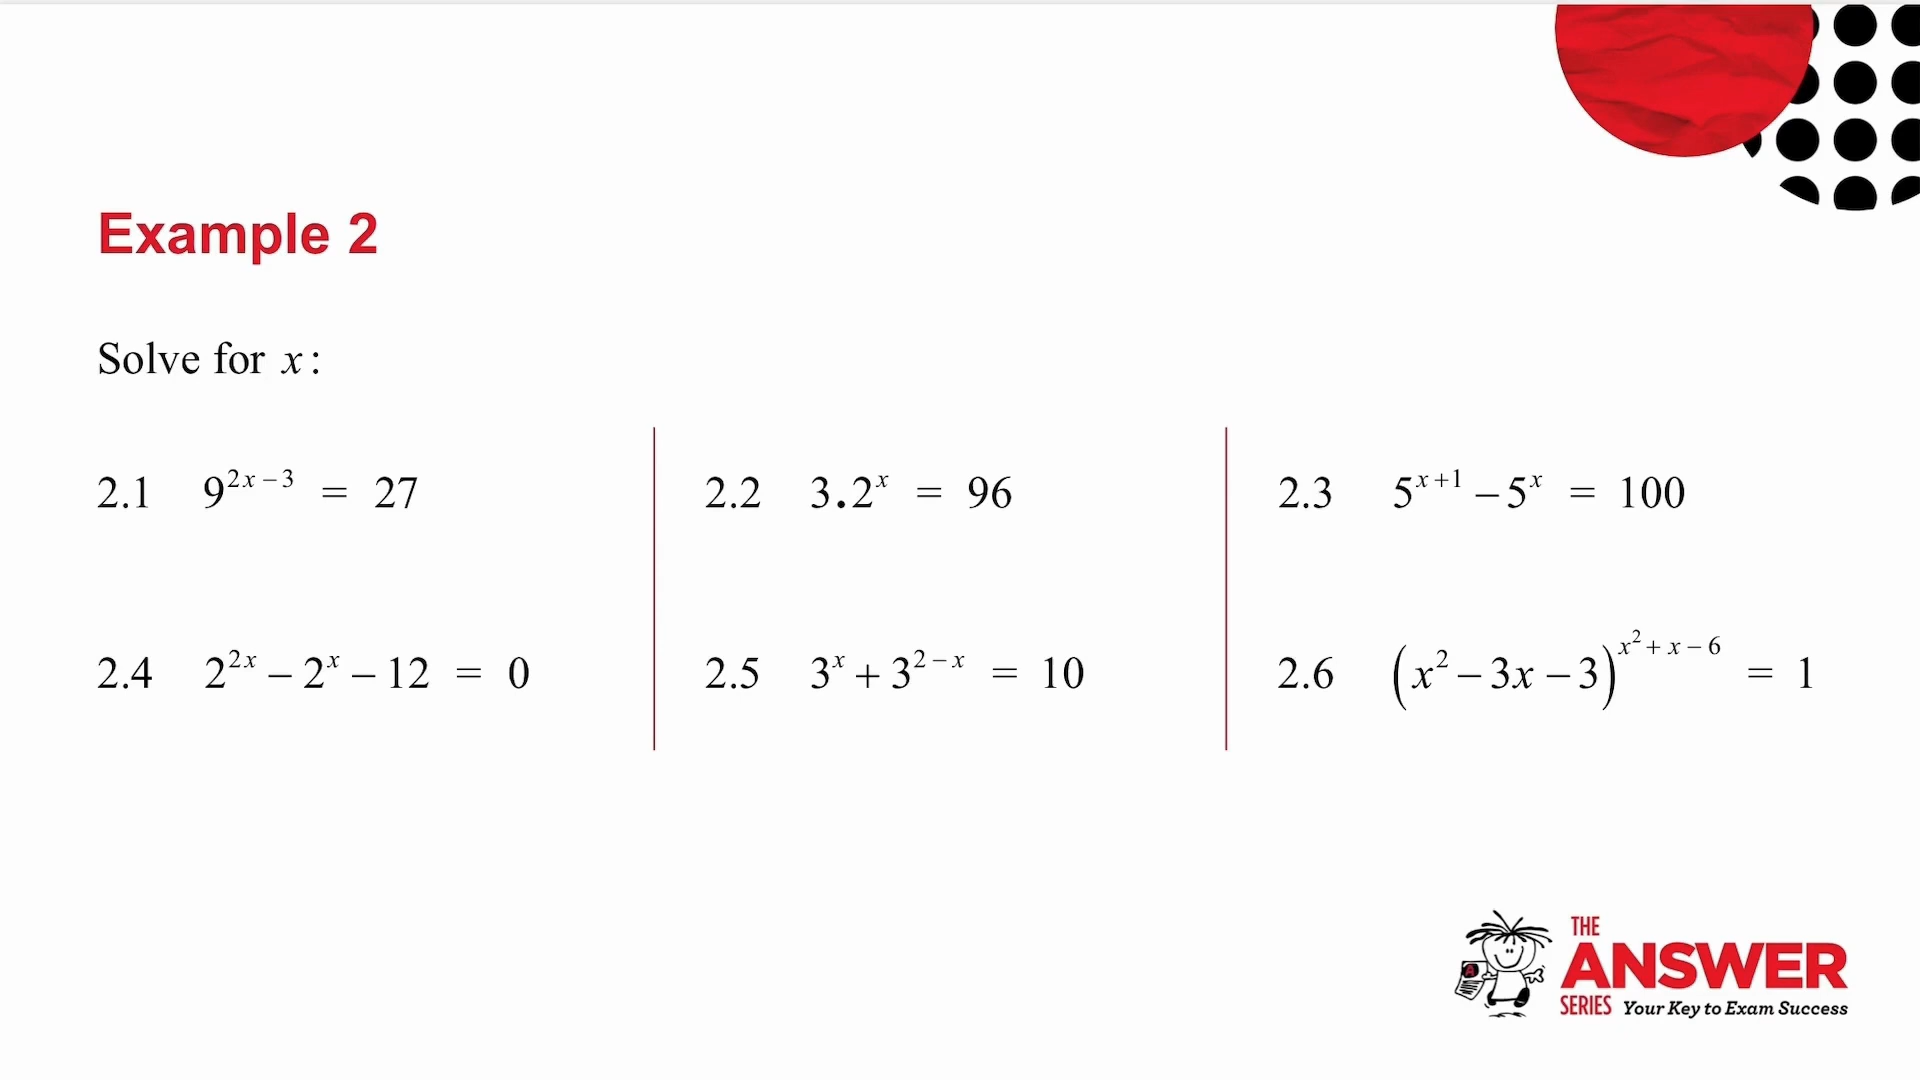 Example 2
Solve for x:
2.1 9^{2x – 3} = 27
2.2 3.2^{x} = 96
2.3 5^{x+1} – 5^{x} = 100
2.4 2^{2x} – 2^{x} – 12 = 0
2.5 3^{x} + 3^{2 – x} = 10
2.6 (x^{2} – 3x – 3)^{x^{2} + x – 6} = 1
THE
ANSWER
SERIES Your Key to Exam Success